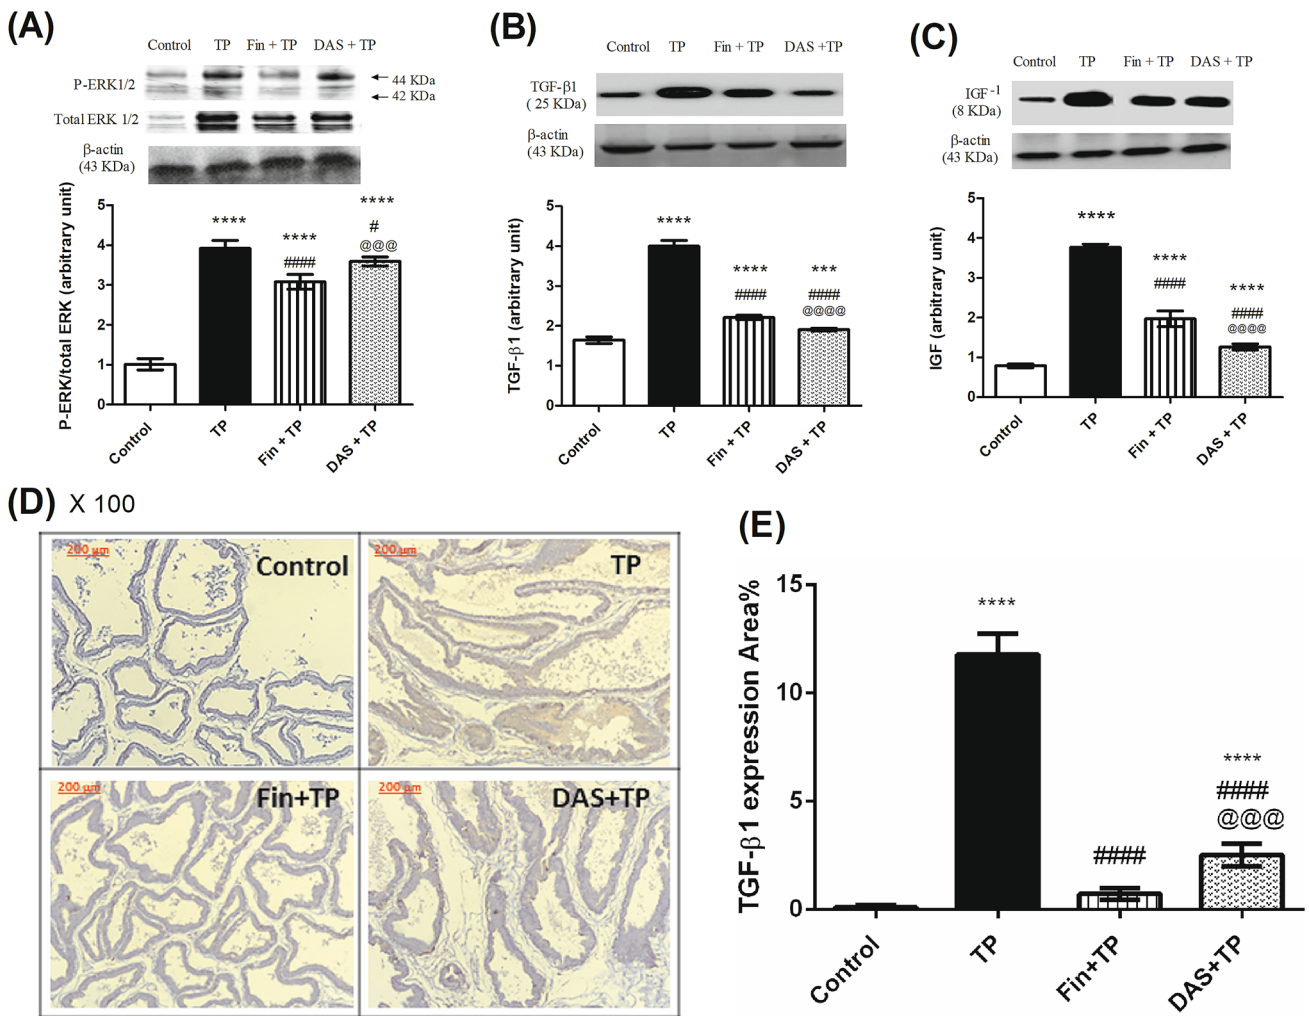 (A)
Control TP Fin + TP DAS + TP
P-ERK1/2
44 KDa
42 KDa
Total ERK 1/2
β-actin
(43 KDa)
P-ERK/total ERK (arbitrary unit)
5
4
3
2
1
0
****
****
####
****
#
@@@
Control
TP
Fin + TP
DAS + TP
(B)
Control TP Fin + TP DAS +TP
TGF-β1
( 25 KDa)
β-actin
(43 KDa)
TGF-β1 (arbitrary unit)
5
4
3
2
1
0
****
****
####
***
####
@@@@
Control
TP
Fin + TP
DAS + TP
(C)
Control TP Fin + TP DAS + TP
IGF-1
(8 KDa)
β-actin
(43 KDa)
IGF (arbitrary unit)
5
4
3
2
1
0
****
****
####
****
####
@@@@
Control
TP
Fin + TP
DAS + TP
(D) X 100
200 μm
Control
200 μm
TP
200 μm
Fin+TP
200 μm
DAS+TP
(E)
TGF-β1 expression Area%
15
10
5
0
****
####
****
####
@@@
Control
TP
Fin+TP
DAS+TP